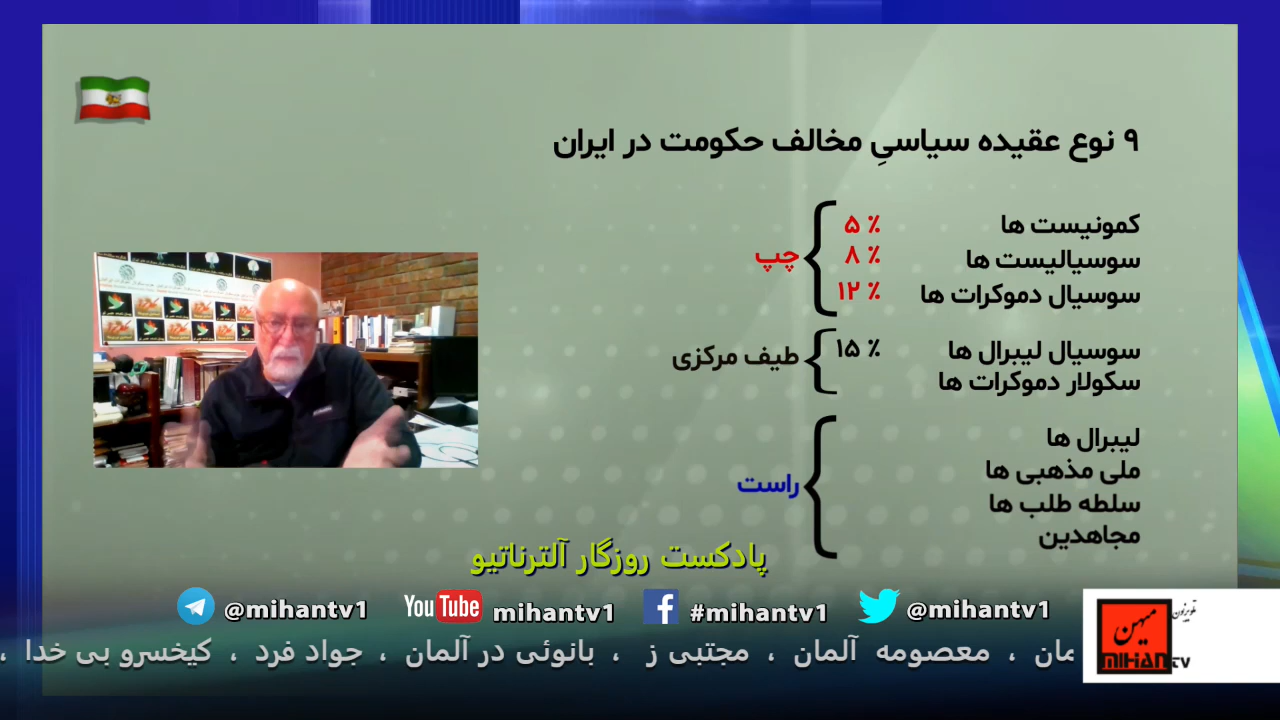 ۹ نوع عقیده سیاسیِ مخالف حکومت در ایران
کمونیست ها ٪ ۵
سوسیالیست ها ٪ ۸
سوسیال دموکرات ها ٪ ۱۲
چپ
سوسیال لیبرال ها ٪ ۱۵
سکولار دموکرات ها
طیف مرکزی
لیبرال ها
ملی مذهبی ها
سلطه طلب ها
مجاهدین
راست
پادکست روزگار آلترناتیو
@mihantv1 YouTube mihantv1 #mihantv1 @mihantv1
مان ، معصومه آلمان ، مجتبی ز ، بانوئی در آلمان ، جواد فرد ، کیخسرو بی خدا ،
تلویزیون
میهن
MIHAN TV